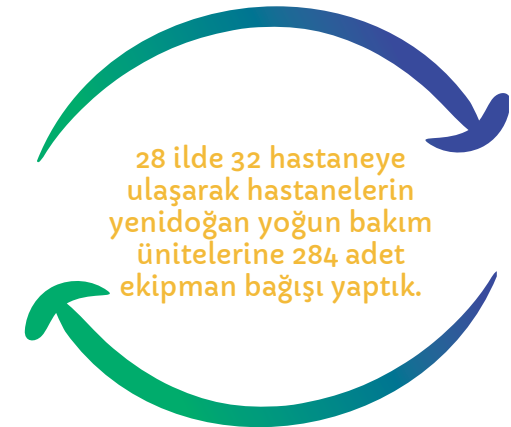 28 ilde 32 hastaneye
ulaşarak hastanelerin
yenidoğan yoğun bakım
ünitelerine 284 adet
ekipman bağışı yaptık.